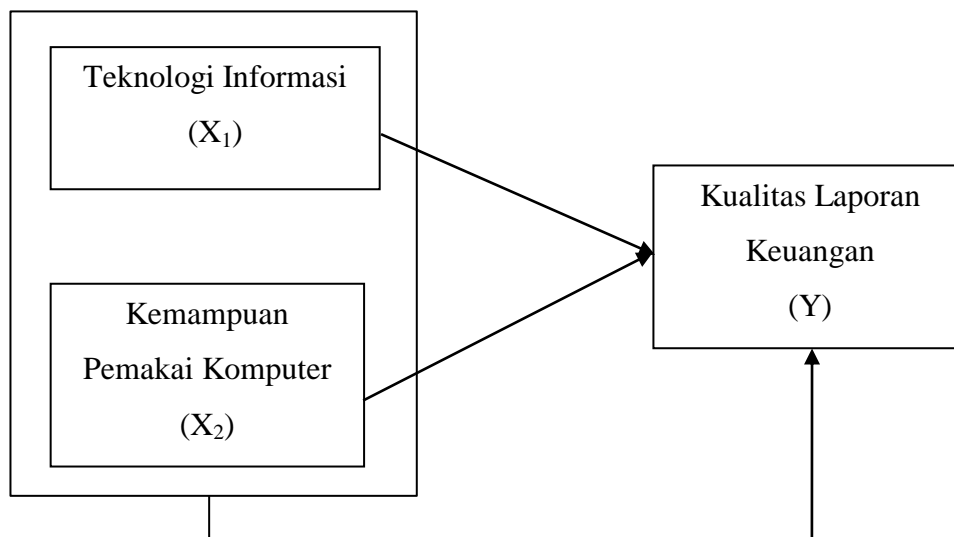 Teknologi Informasi
(X₁)
Kemampuan
Pemakai Komputer
(X₂)
Kualitas Laporan
Keuangan
(Y)